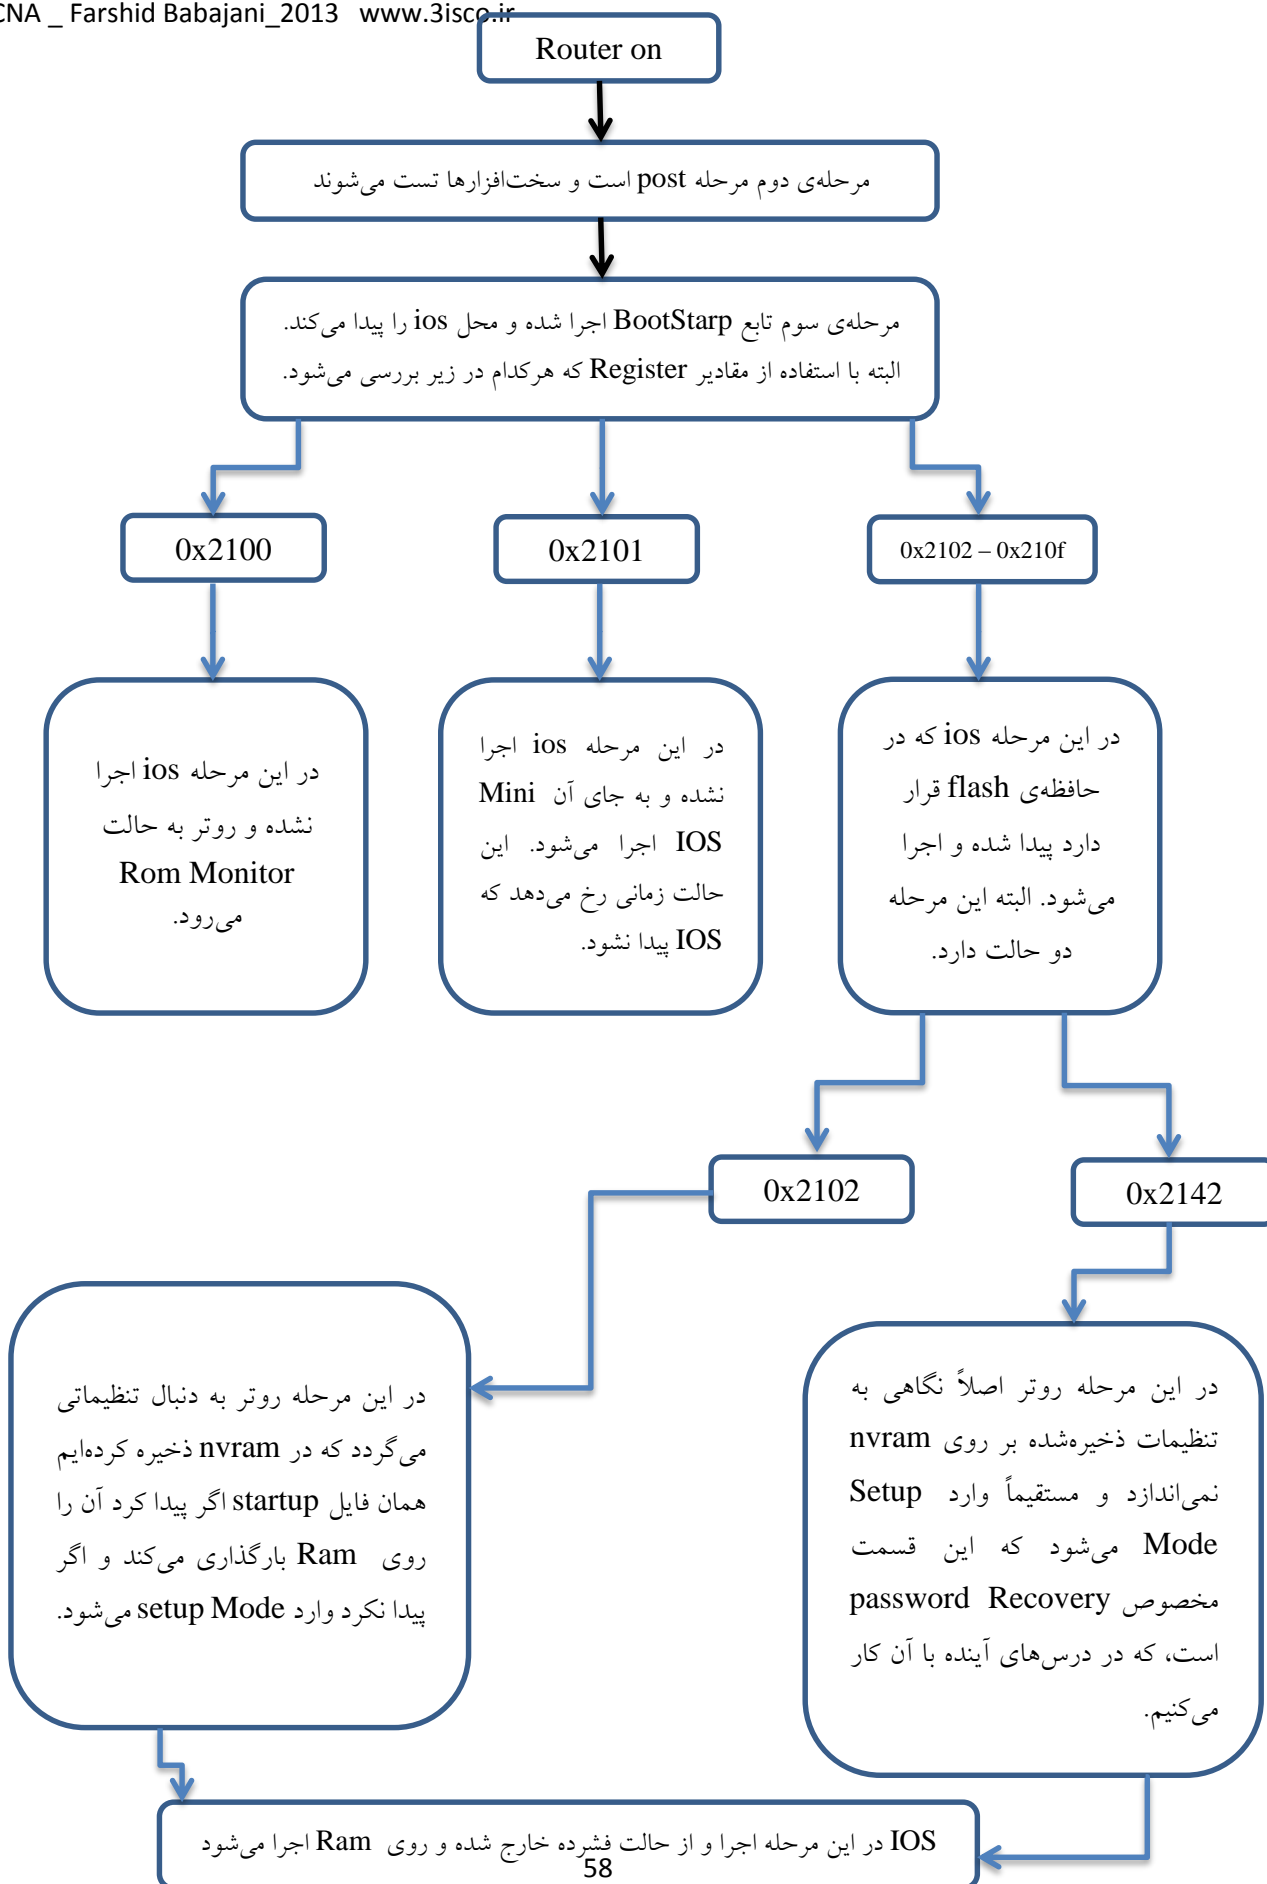 CNA _ Farshid Babajani_2013 www.3isco.ir
Router on
مرحله‌ی دوم مرحله post است و سخت‌افزارها تست می‌شوند
مرحله‌ی سوم تابع BootStarp اجرا شده و محل ios را پیدا می‌کند.
البته با استفاده از مقادیر Register که هرکدام در زیر بررسی می‌شود.
0x2100
0x2101
0x2102 – 0x210f
در این مرحله ios اجرا
نشده و روتر به حالت
Rom Monitor
می‌رود.
در این مرحله ios اجرا
نشده و به جای آن Mini
IOS اجرا می‌شود. این
حالت زمانی رخ می‌دهد که
IOS پیدا نشود.
در این مرحله ios که در
حافظه‌ی flash قرار
دارد پیدا شده و اجرا
می‌شود. البته این مرحله
دو حالت دارد.
0x2102
0x2142
در این مرحله روتر به دنبال تنظیماتی
می‌گردد که در nvram ذخیره کرده‌ایم
همان فایل startup اگر پیدا کرد آن را
روی Ram بارگذاری می‌کند و اگر
پیدا نکرد وارد setup Mode می‌شود.
در این مرحله روتر اصلاً نگاهی به
تنظیمات ذخیره‌شده بر روی nvram
نمی‌اندازد و مستقیماً وارد Setup
Mode می‌شود که این قسمت
مخصوص password Recovery
است، که در درس‌های آینده با آن کار
می‌کنیم.
IOS در این مرحله اجرا و از حالت فشرده خارج شده و روی Ram اجرا می‌شود
58